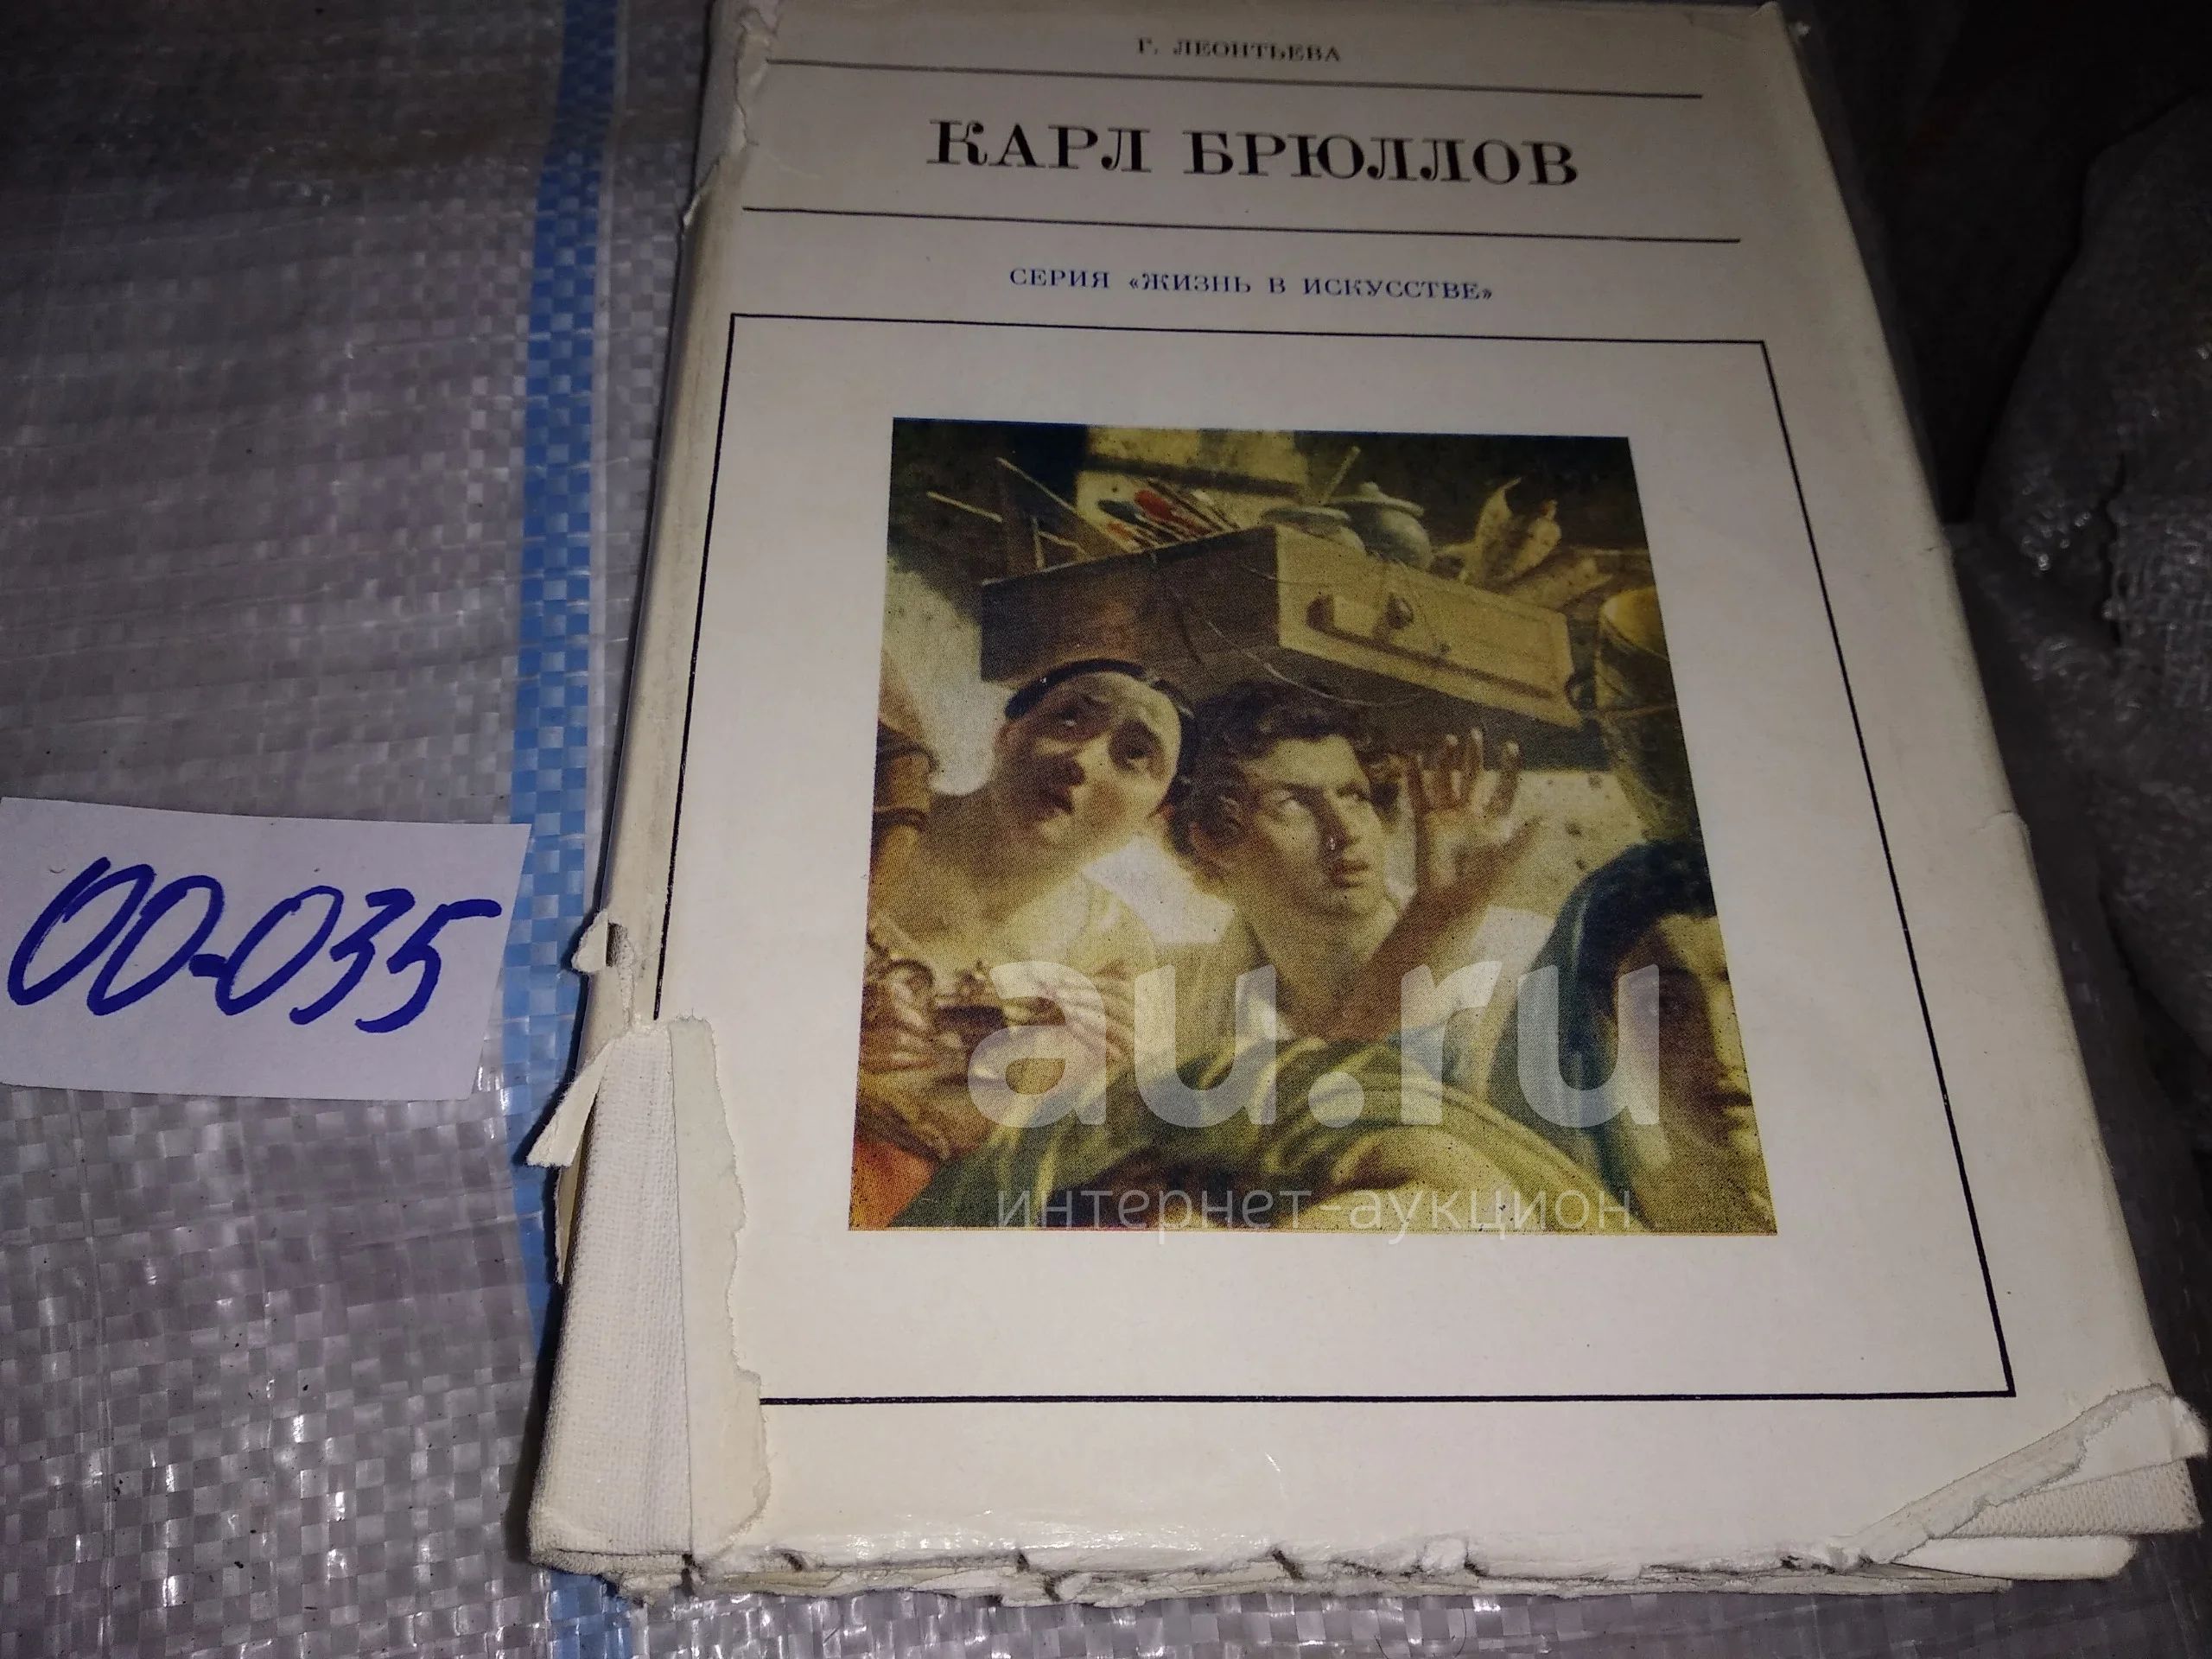 Г. ЛЕОНТЬЕВА
КАРЛ БРЮЛЛОВ
СЕРИЯ «ЖИЗНЬ В ИСКУССТВЕ»
00-035
au.ru
интернет-аукцион